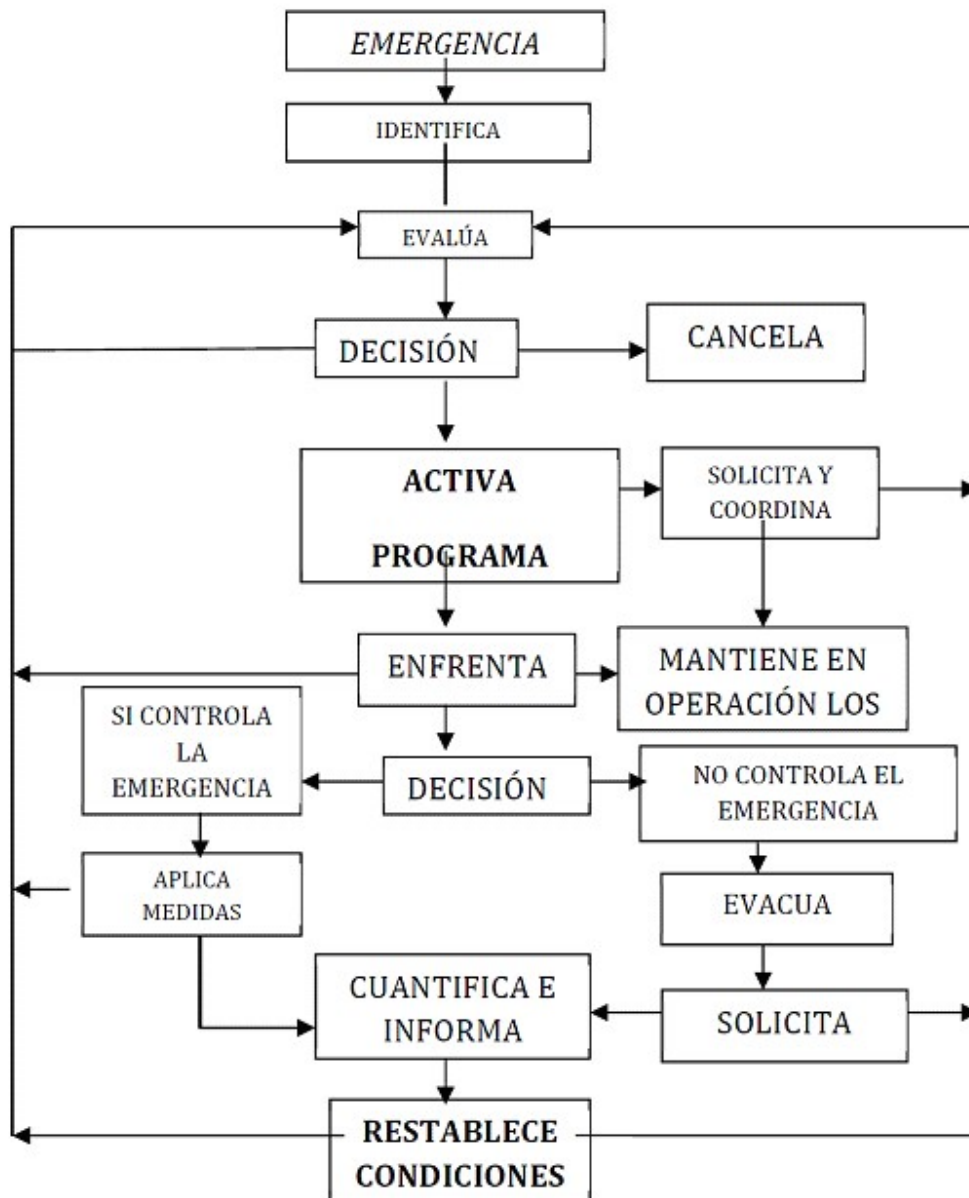 EMERGENCIA
IDENTIFICA
EVALÚA
DECISIÓN
CANCELA
ACTIVA
PROGRAMA
SOLICITA Y
COORDINA
ENFRENTA
MANTIENE EN
OPERACIÓN LOS
SI CONTROLA
LA
EMERGENCIA
DECISIÓN
NO CONTROLA EL
EMERGENCIA
APLICA
MEDIDAS
EVACUA
CUANTIFICA E
INFORMA
SOLICITA
RESTABLECE
CONDICIONES